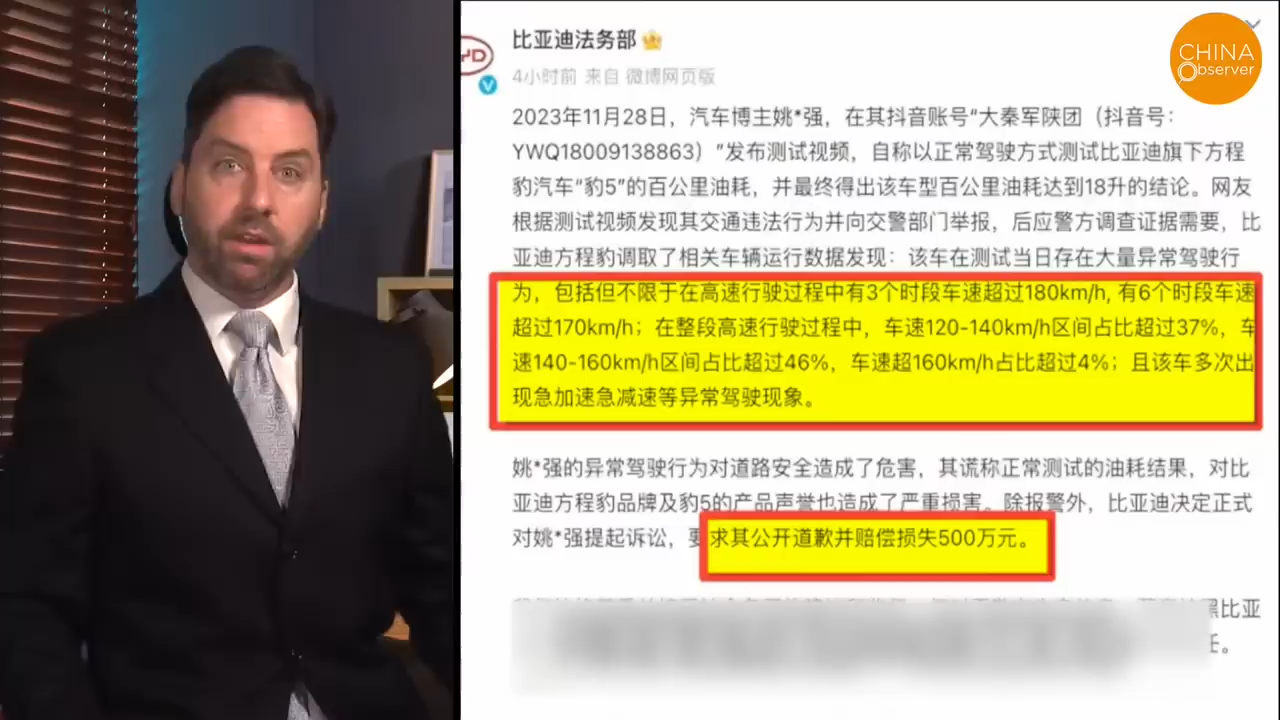 CHINA
Observer
YD
比亚迪法务部
4小时前 来自 微博网页版
2023年11月28日，汽车博主姚*强，在其抖音账号“大秦军陕团（抖音号：
YWQ18009138863）”发布测试视频，自称以正常驾驶方式测试比亚迪旗下方程
豹汽车“豹5”的百公里油耗，并最终得出该车型百公里油耗达到18升的结论。网友
根据测试视频发现其交通违法行为并向交警部门举报，后应警方调查证据需要，比
亚迪方程豹调取了相关车辆运行数据发现：该车在测试当日存在大量异常驾驶行
为，包括但不限于在高速行驶过程中有3个时段车速超过180km/h, 有6个时段车速
超过170km/h；在整段高速行驶过程中，车速120-140km/h区间占比超过37%，车
速140-160km/h区间占比超过46%，车速超160km/h占比超过4%；且该车多次出
现急加速急减速等异常驾驶现象。
姚*强的异常驾驶行为对道路安全造成了危害，其谎称正常测试的油耗结果，对比
亚迪方程豹品牌及豹5的产品声誉也造成了严重损害。除报警外，比亚迪决定正式
对姚*强提起诉讼，要求其公开道歉并赔偿损失500万元。
比亚
任。